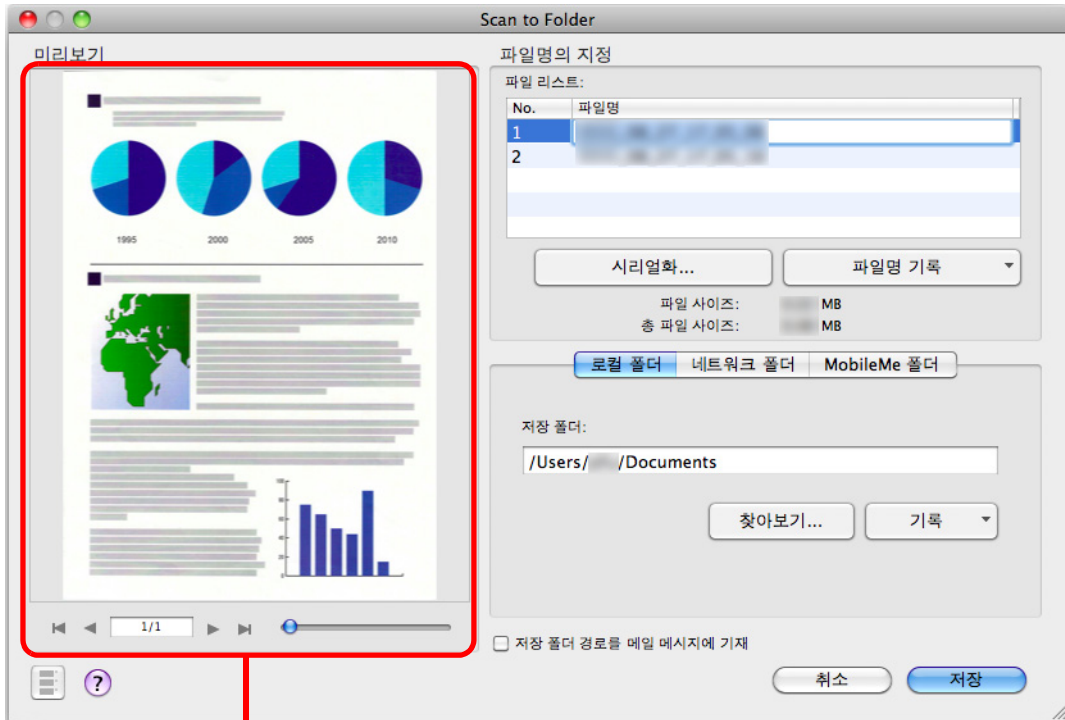 Scan to Folder
미리보기
1995 2000 2005 2010
1/1
?
파일명의 지정
파일 리스트:
No. 파일명
1
2
시리얼화... 파일명 기록
파일 사이즈: MB
총 파일 사이즈: MB
로컬 폴더 네트워크 폴더 MobileMe 폴더
저장 폴더:
/Users/ /Documents
찾아보기... 기록
저장 폴더 경로를 메일 메시지에 기재
취소 저장